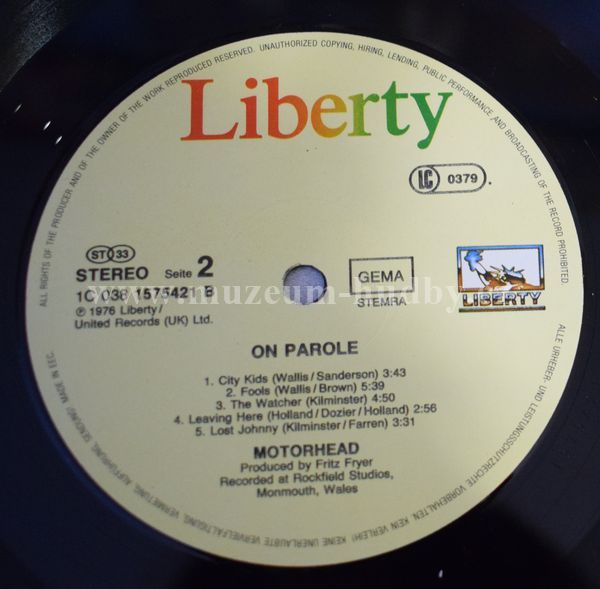 ALL RIGHTS OF THE PRODUCER AND OF THE OWNER OF THE WORK REPRODUCED RESERVED. UNAUTHORIZED COPYING, HIRING, LENDING, PUBLIC PERFORMANCE AND BROADCASTING OF THE RECORD PROHIBITED.
Liberty
LC 0379
ST 33
STEREO Seite 2
1C 038 1575421 B
℗ 1976 Liberty/
United Records (UK) Ltd.
GEMA
STEMRA
LIBERTY
www.muzeum-hudby.
ON PAROLE
1. City Kids (Wallis/Sanderson) 3:43
2. Fools (Wallis/Brown) 5:39
3. The Watcher (Kilminster) 4:50
4. Leaving Here (Holland/Dozier/Holland) 2:56
5. Lost Johnny (Kilminster/Farren) 3:31
MOTORHEAD
Produced by Fritz Fryer
Recorded at Rockfield Studios,
Monmouth, Wales
ALLE URHEBER- UND LEISTUNGSSCHUTZRECHTE VORBEHALTEN. KEIN VERLEIH! KEINE UNERLAUBTE VERVIELFÄLTIGUNG, VERMIETUNG, AUFFÜHRUNG, SENDUNG! MADE IN EEC.